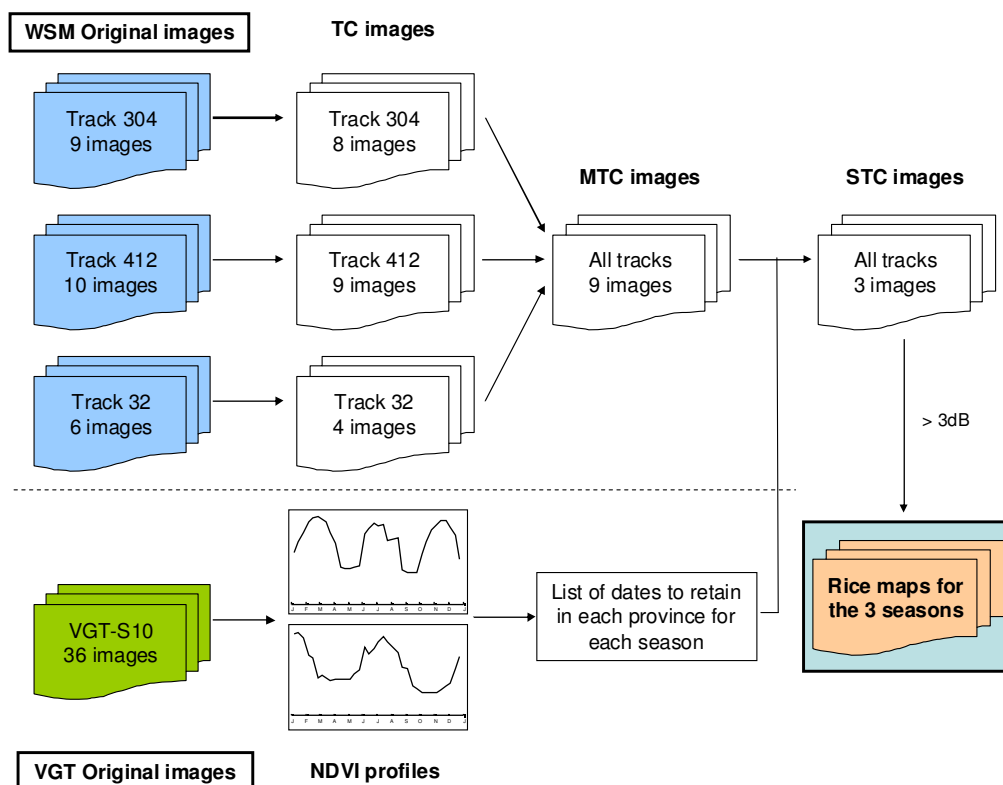 WSM Original images
TC images
Track 304
9 images
Track 304
8 images
MTC images
STC images
Track 412
10 images
Track 412
9 images
All tracks
9 images
All tracks
3 images
Track 32
6 images
Track 32
4 images
> 3dB
J F M A M J J A S O N D J
VGT-S10
36 images
List of dates to retain
in each province for
each season
Rice maps for
the 3 seasons
J F M A M J J A S O N D J
VGT Original images
NDVI profiles